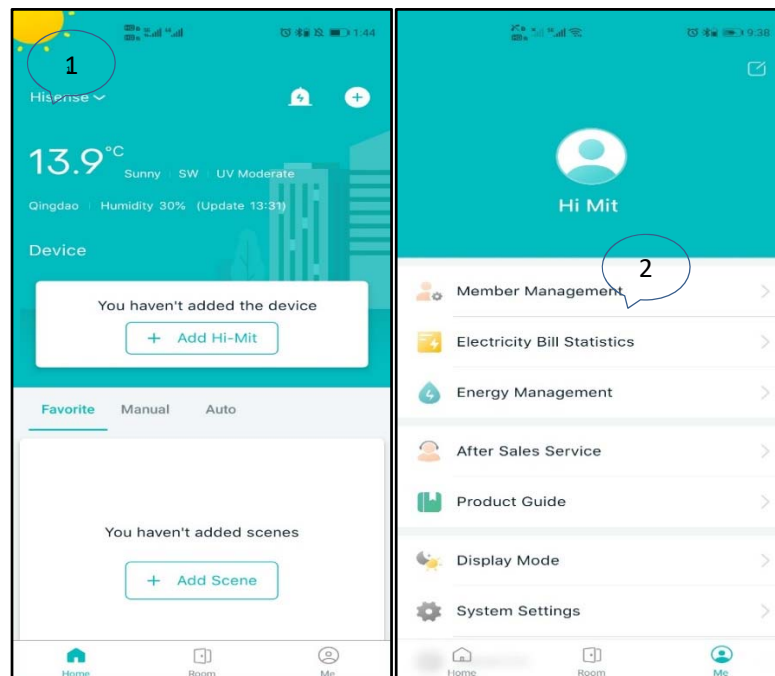 1:44
1
Hisense
13.9°C
Sunny SW UV Moderate
Qingdao Humidity 30% (Update 13:31)
Device
You haven't added the device
+ Add Hi-Mit
Favorite Manual Auto
You haven't added scenes
+ Add Scene
Home Room Me
9:38
Hi Mit
2
Member Management
Electricity Bill Statistics
Energy Management
After Sales Service
Product Guide
Display Mode
System Settings
Home Room Me